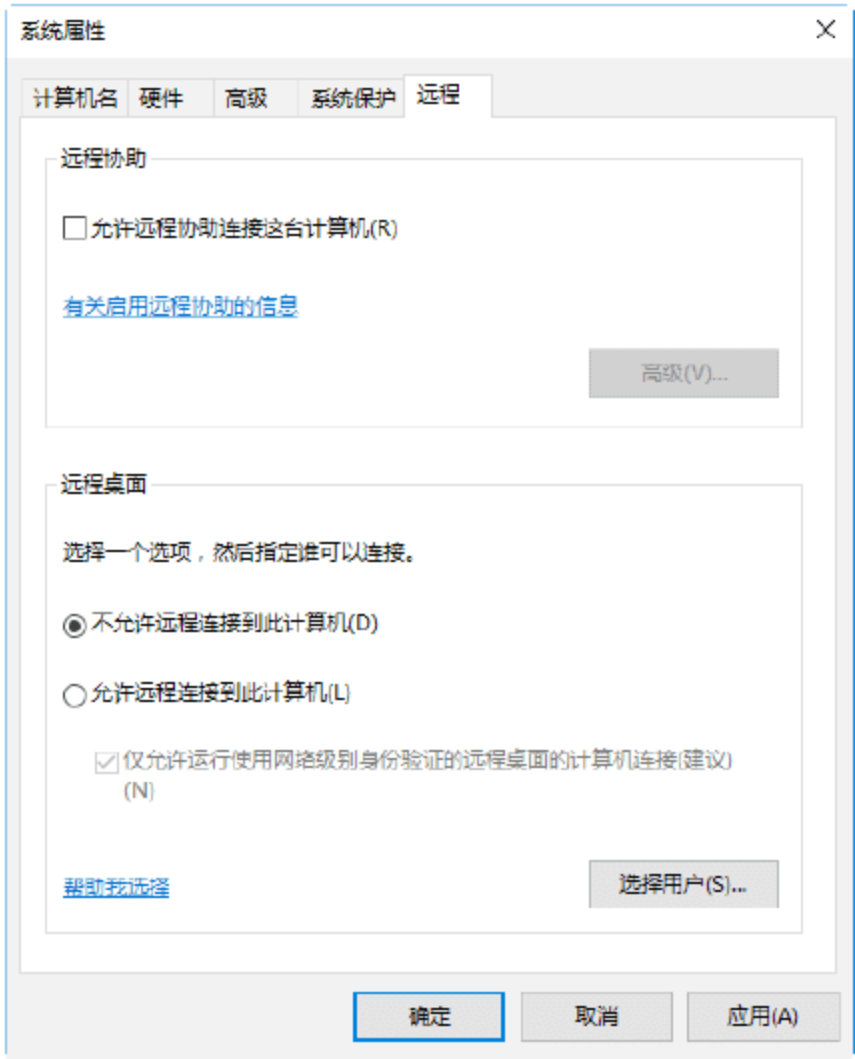 系统属性
计算机名 硬件 高级 系统保护 远程
远程协助
允许远程协助连接这台计算机(R)
有关启用远程协助的信息
高级(V)...
远程桌面
选择一个选项，然后指定谁可以连接。
不允许远程连接到此计算机(D)
允许远程连接到此计算机(L)
仅允许运行使用网络级别身份验证的远程桌面的计算机连接(建议)
(N)
帮助我选择
选择用户(S)...
确定 取消 应用(A)